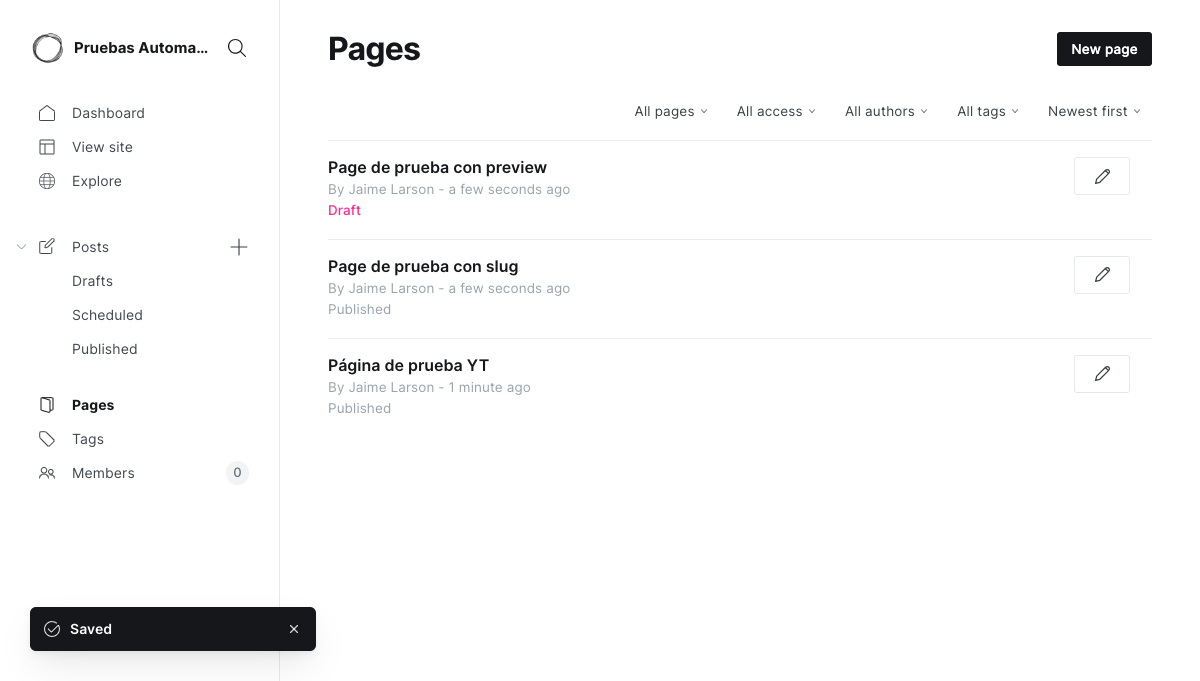 Pruebas Automa...
Dashboard
View site
Explore
Posts
Drafts
Scheduled
Published
Pages
Tags
Members
0
Saved
Pages
New page
All pages
All access
All authors
All tags
Newest first
Page de prueba con preview
By Jaime Larson - a few seconds ago
Draft
Page de prueba con slug
By Jaime Larson - a few seconds ago
Published
Página de prueba YT
By Jaime Larson - 1 minute ago
Published